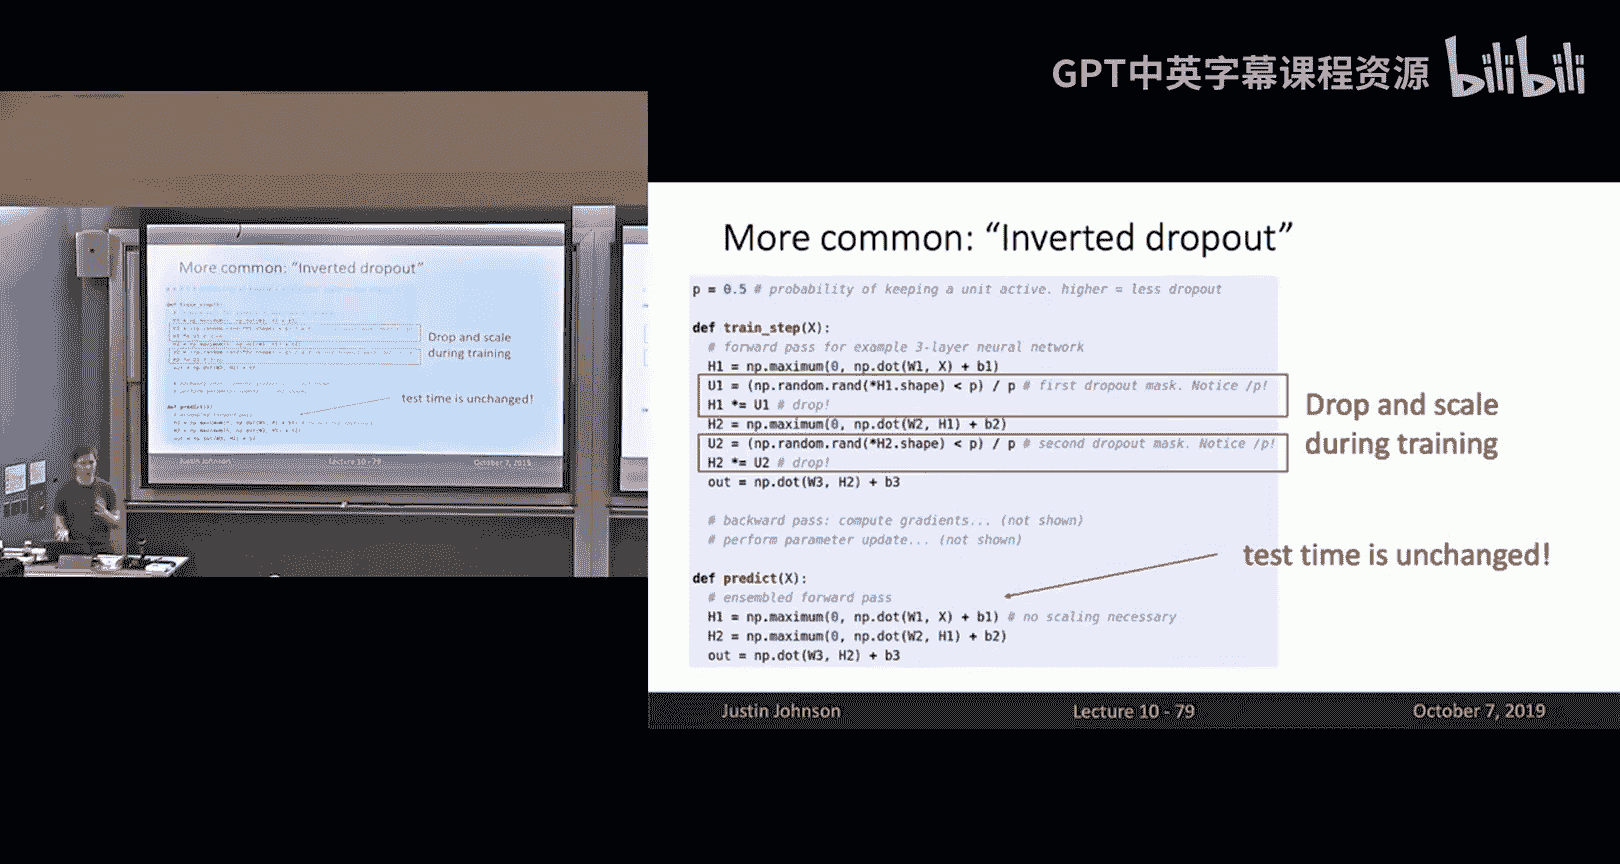 GPT中英字幕课程资源 bilibili
More common: “Inverted dropout”
Drop and scale
during training
test time is unchanged!
Justin Johnson
Lecture 10 - 79
October 7, 2019
More common: “Inverted dropout”
p = 0.5 # probability of keeping a unit active. higher = less dropout
def train_step(X):
# forward pass for example 3-layer neural network
H1 = np.maximum(0, np.dot(W1, X) + b1)
U1 = (np.random.rand(*H1.shape) < p) / p # first dropout mask. Notice /p!
H1 *= U1 # drop!
H2 = np.maximum(0, np.dot(W2, H1) + b2)
U2 = (np.random.rand(*H2.shape) < p) / p # second dropout mask. Notice /p!
H2 *= U2 # drop!
out = np.dot(W3, H2) + b3
# backward pass: compute gradients... (not shown)
# perform parameter update... (not shown)
def predict(X):
# ensembled forward pass
H1 = np.maximum(0, np.dot(W1, X) + b1) # no scaling necessary
H2 = np.maximum(0, np.dot(W2, H1) + b2)
out = np.dot(W3, H2) + b3
Drop and scale
during training
test time is unchanged!
Justin Johnson
Lecture 10 - 79
October 7, 2019